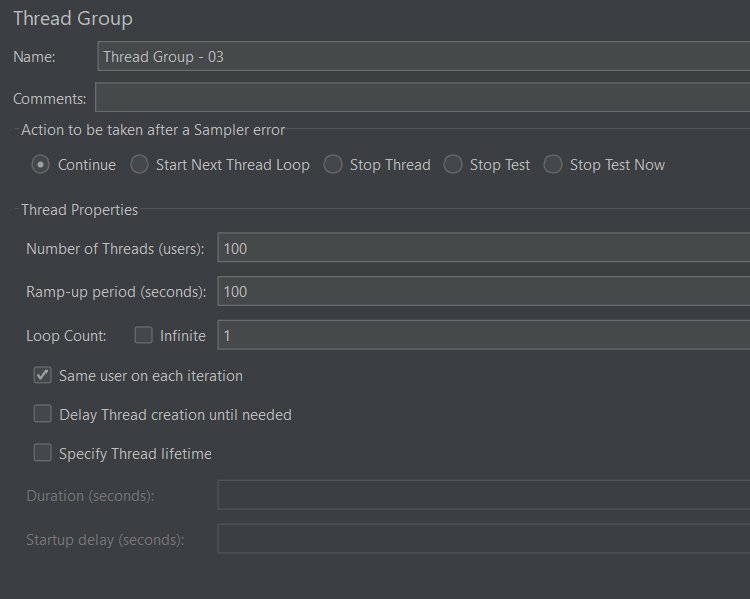 Thread Group
Name: Thread Group - 03
Comments:
Action to be taken after a Sampler error
Continue Start Next Thread Loop Stop Thread Stop Test Stop Test Now
Thread Properties
Number of Threads (users): 100
Ramp-up period (seconds): 100
Loop Count: Infinite 1
Same user on each iteration
Delay Thread creation until needed
Specify Thread lifetime
Duration (seconds):
Startup delay (seconds):